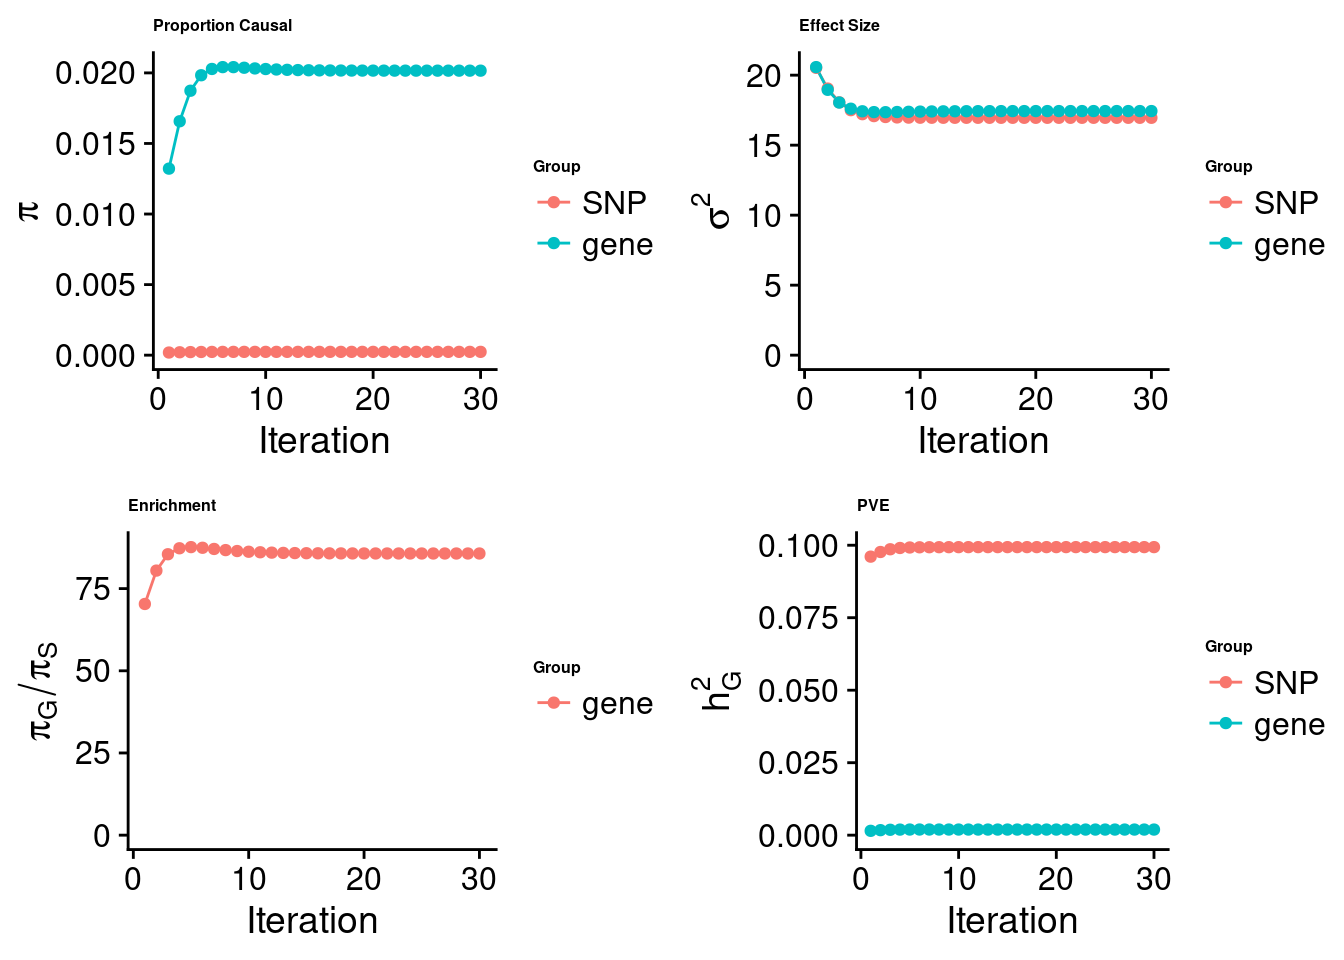 Proportion Causal
π
0.020
0.015
0.010
0.005
0.000
0 10 20 30
Iteration
Group
SNP
gene
Effect Size
σ²
20
15
10
5
0
0 10 20 30
Iteration
Group
SNP
gene
Enrichment
π_G/π_S
75
50
25
0
0 10 20 30
Iteration
Group
gene
PVE
h²_G
0.100
0.075
0.050
0.025
0.000
0 10 20 30
Iteration
Group
SNP
gene